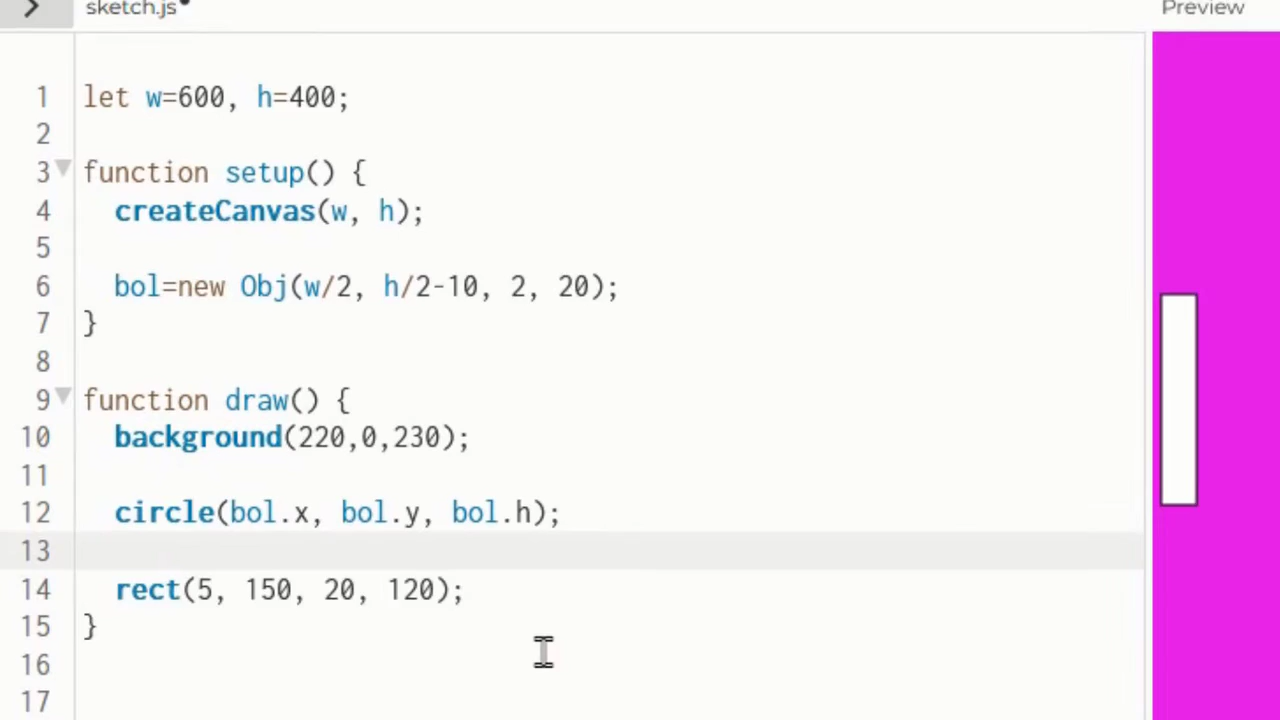 sketch.js•
Preview
1 let w=600, h=400;
2
3 function setup() {
4 createCanvas(w, h);
5
6 bol=new Obj(w/2, h/2-10, 2, 20);
7 }
8
9 function draw() {
10 background(220,0,230);
11
12 circle(bol.x, bol.y, bol.h);
13
14 rect(5, 150, 20, 120);
15 }
16
17